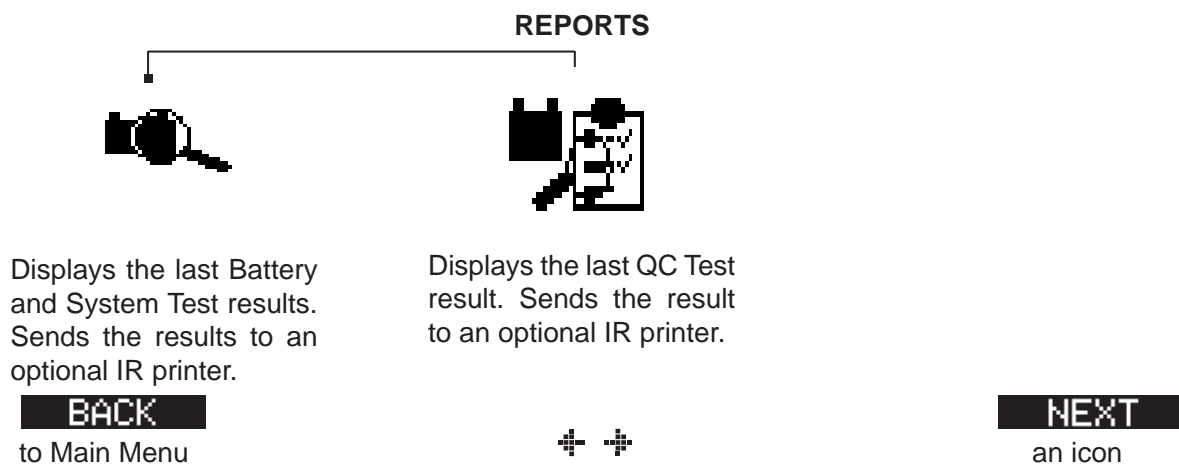 REPORTS
Displays the last Battery
and System Test results.
Sends the results to an
optional IR printer.
Displays the last QC Test
result. Sends the result
to an optional IR printer.
BACK
to Main Menu
NEXT
an icon